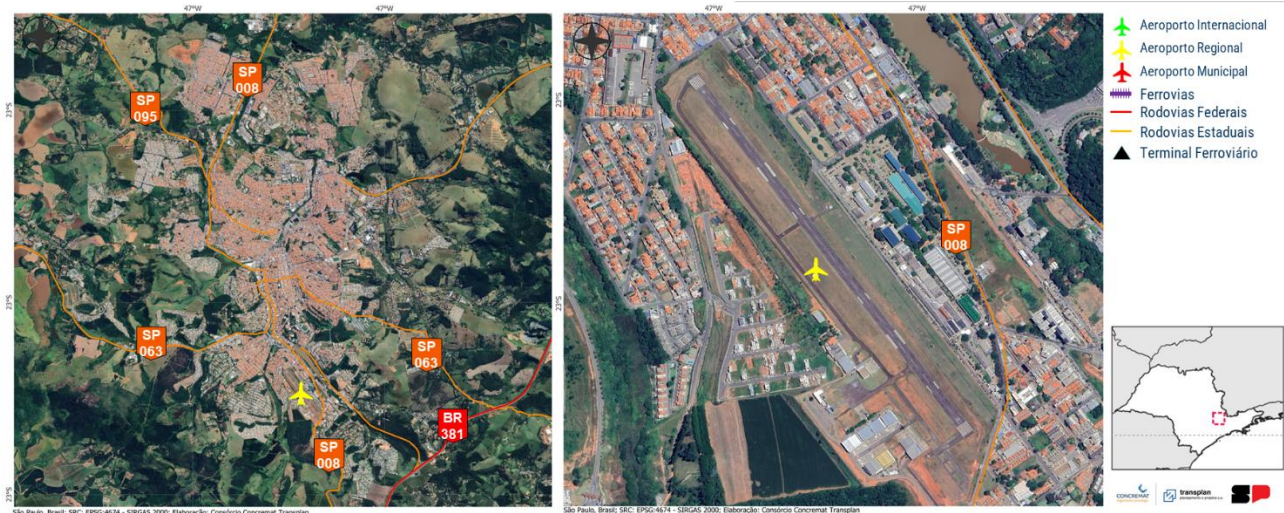 47°W
47°W
23°S
23°S
23°S
SP
095
SP
008
SP
063
SP
063
BR
381
SP
008
São Paulo, Brasil; SRC: EPSG:4674 - SIRGAS 2000; Elaboração: Consórcio Concremat Transplan
47°W
47°W
23°S
23°S
SP
008
São Paulo, Brasil; SRC: EPSG:4674 - SIRGAS 2000; Elaboração: Consórcio Concremat Transplan
Aeroporto Internacional
Aeroporto Regional
Aeroporto Municipal
Ferrovias
Rodovias Federais
Rodovias Estaduais
Terminal Ferroviário
CONCREMAT
transplan
SP